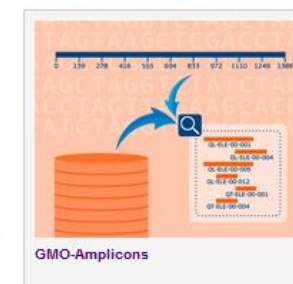 0 139 278 416 555 694 833 972 1110 1249 1388
QL-ELE-00-001
QL-ELE-00-004
QL-ELE-00-005
QL-ELE-00-012
QT-ELE-00-001
QT-ELE-00-004
GMO-Amplicons